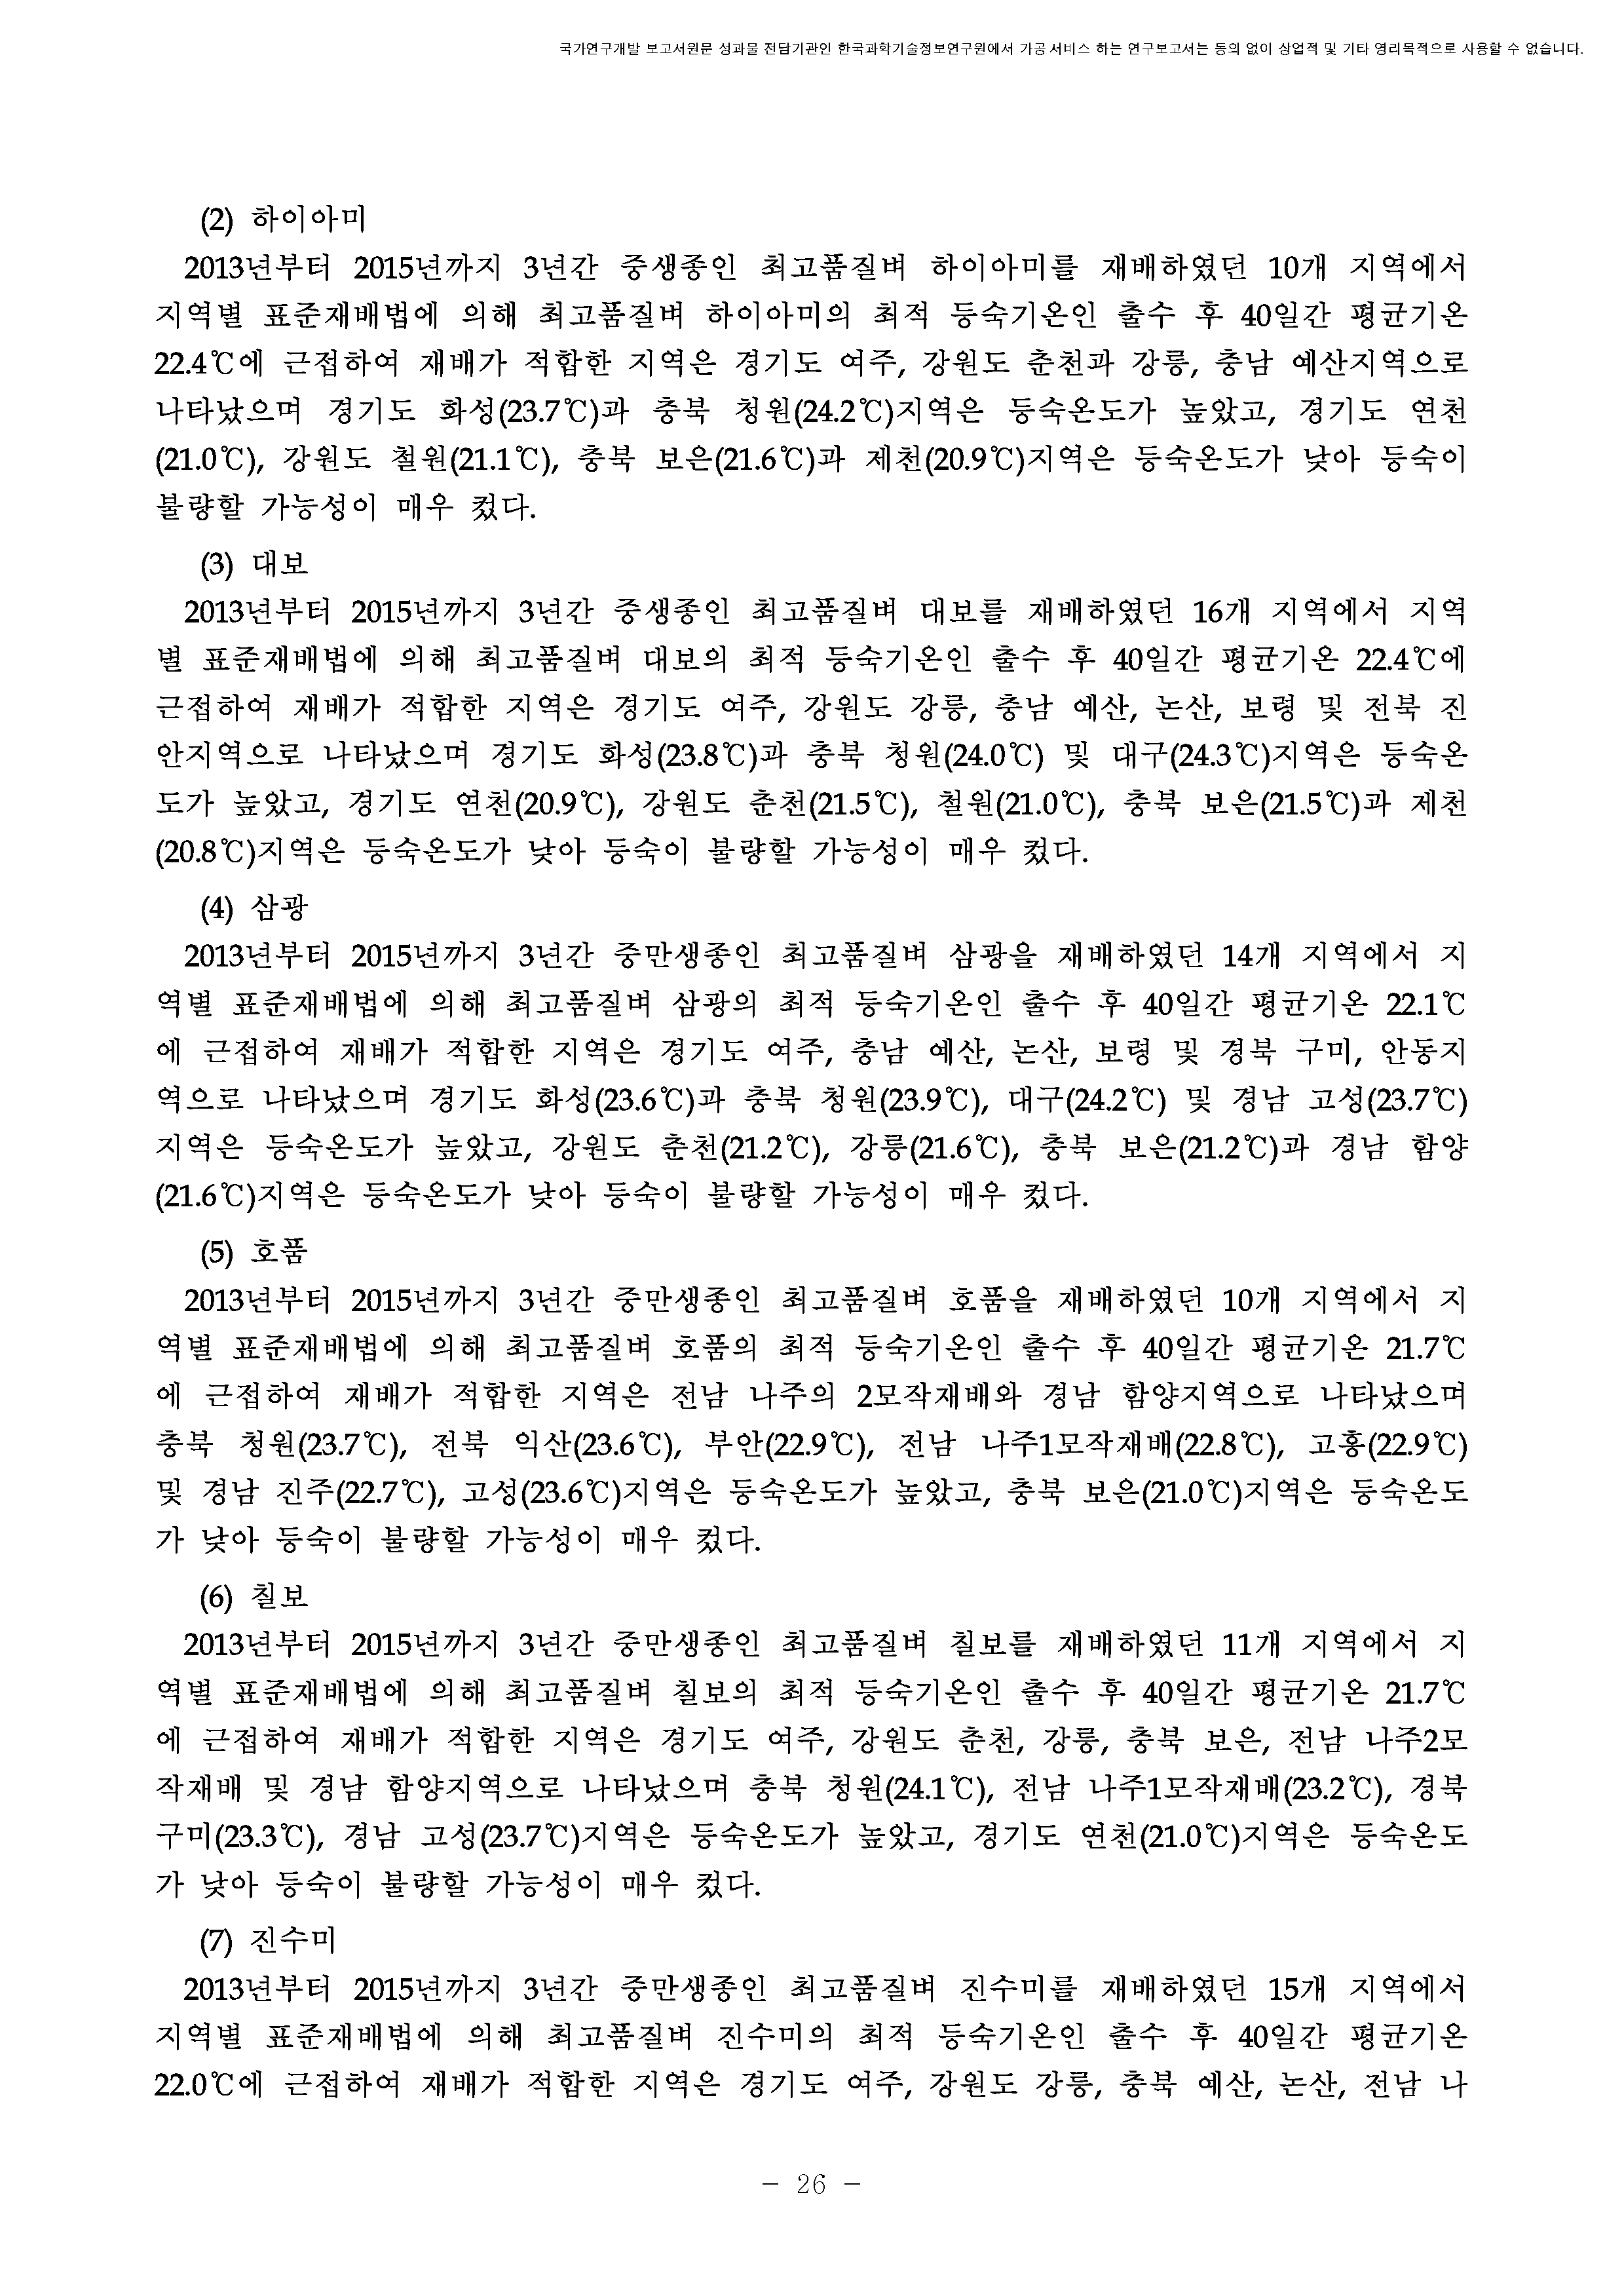 국가연구개발 보고서원문 성과물 전담기관인 한국과학기술정보연구원에서 가공·서비스 하는 연구보고서는 동의 없이 상업적 및 기타 영리목적으로 사용할 수 없습니다.
(2) 하이아미
2013년부터 2015년까지 3년간 중생종인 최고품질벼 하이아미를 재배하였던 10개 지역에서
지역별 표준재배법에 의해 최고품질벼 하이아미의 최적 등숙기온인 출수 후 40일간 평균기온
22.4℃에 근접하여 재배가 적합한 지역은 경기도 여주, 강원도 춘천과 강릉, 충남 예산지역으로
나타났으며 경기도 화성(23.7℃)과 충북 청원(24.2℃)지역은 등숙온도가 높았고, 경기도 연천
(21.0℃), 강원도 철원(21.1℃), 충북 보은(21.6℃)과 제천(20.9℃)지역은 등숙온도가 낮아 등숙이
불량할 가능성이 매우 컸다.
(3) 대보
2013년부터 2015년까지 3년간 중생종인 최고품질벼 대보를 재배하였던 16개 지역에서 지역
별 표준재배법에 의해 최고품질벼 대보의 최적 등숙기온인 출수 후 40일간 평균기온 22.4℃에
근접하여 재배가 적합한 지역은 경기도 여주, 강원도 강릉, 충남 예산, 논산, 보령 및 전북 진
안지역으로 나타났으며 경기도 화성(23.8℃)과 충북 청원(24.0℃) 및 대구(24.3℃)지역은 등숙온
도가 높았고, 경기도 연천(20.9℃), 강원도 춘천(21.5℃), 철원(21.0℃), 충북 보은(21.5℃)과 제천
(20.8℃)지역은 등숙온도가 낮아 등숙이 불량할 가능성이 매우 컸다.
(4) 삼광
2013년부터 2015년까지 3년간 중만생종인 최고품질벼 삼광을 재배하였던 14개 지역에서 지
역별 표준재배법에 의해 최고품질벼 삼광의 최적 등숙기온인 출수 후 40일간 평균기온 22.1℃
에 근접하여 재배가 적합한 지역은 경기도 여주, 충남 예산, 논산, 보령 및 경북 구미, 안동지
역으로 나타났으며 경기도 화성(23.6℃)과 충북 청원(23.9℃), 대구(24.2℃) 및 경남 고성(23.7℃)
지역은 등숙온도가 높았고, 강원도 춘천(21.2℃), 강릉(21.6℃), 충북 보은(21.2℃)과 경남 함양
(21.6℃)지역은 등숙온도가 낮아 등숙이 불량할 가능성이 매우 컸다.
(5) 호품
2013년부터 2015년까지 3년간 중만생종인 최고품질벼 호품을 재배하였던 10개 지역에서 지
역별 표준재배법에 의해 최고품질벼 호품의 최적 등숙기온인 출수 후 40일간 평균기온 21.7℃
에 근접하여 재배가 적합한 지역은 전남 나주의 2모작재배와 경남 함양지역으로 나타났으며
충북 청원(23.7℃), 전북 익산(23.6℃), 부안(22.9℃), 전남 나주1모작재배(22.8℃), 고흥(22.9℃)
및 경남 진주(22.7℃), 고성(23.6℃)지역은 등숙온도가 높았고, 충북 보은(21.0℃)지역은 등숙온도
가 낮아 등숙이 불량할 가능성이 매우 컸다.
(6) 칠보
2013년부터 2015년까지 3년간 중만생종인 최고품질벼 칠보를 재배하였던 11개 지역에서 지
역별 표준재배법에 의해 최고품질벼 칠보의 최적 등숙기온인 출수 후 40일간 평균기온 21.7℃
에 근접하여 재배가 적합한 지역은 경기도 여주, 강원도 춘천, 강릉, 충북 보은, 전남 나주2모
작재배 및 경남 함양지역으로 나타났으며 충북 청원(24.1℃), 전남 나주1모작재배(23.2℃), 경북
구미(23.3℃), 경남 고성(23.7℃)지역은 등숙온도가 높았고, 경기도 연천(21.0℃)지역은 등숙온도
가 낮아 등숙이 불량할 가능성이 매우 컸다.
(7) 진수미
2013년부터 2015년까지 3년간 중만생종인 최고품질벼 진수미를 재배하였던 15개 지역에서
지역별 표준재배법에 의해 최고품질벼 진수미의 최적 등숙기온인 출수 후 40일간 평균기온
22.0℃에 근접하여 재배가 적합한 지역은 경기도 여주, 강원도 강릉, 충북 예산, 논산, 전남 나
- 26 -